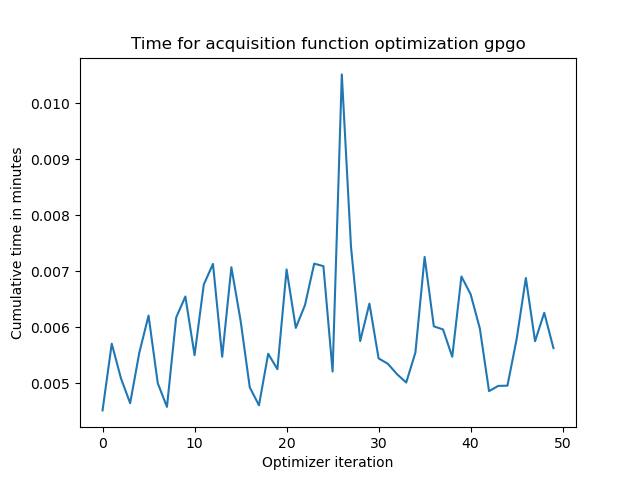 Time for acquisition function optimization gpgo
Cumulative time in minutes
0.010
0.009
0.008
0.007
0.006
0.005
0 10 20 30 40 50
Optimizer iteration